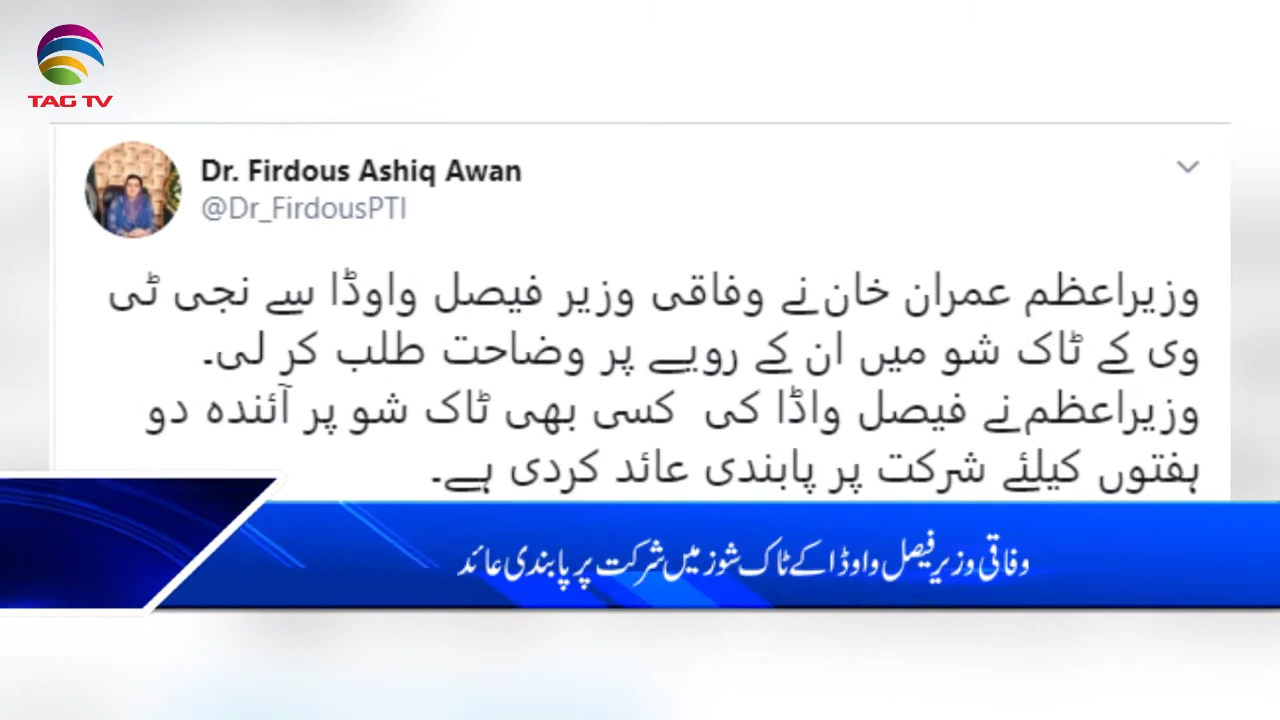 TAG TV
Dr. Firdous Ashiq Awan
@Dr_FirdousPTI
وزیراعظم عمران خان نے وفاقی وزیر فیصل واوڈا سے نجی ٹی
وی کے ٹاک شو میں ان کے رویے پر وضاحت طلب کر لی۔
وزیراعظم نے فیصل واڈا کی کسی بھی ٹاک شو پر آئندہ دو
ہفتوں کیلئے شرکت پر پابندی عائد کردی ہے۔
وفاقی وزیر فیصل واوڈا کے ٹاک شوز میں شرکت پر پابندی عائد